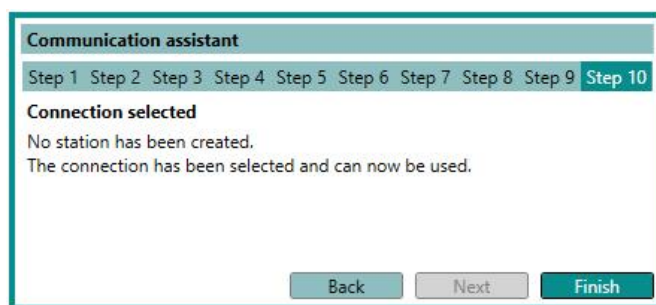 Communication assistant
Step 1 Step 2 Step 3 Step 4 Step 5 Step 6 Step 7 Step 8 Step 9 Step 10
Connection selected
No station has been created.
The connection has been selected and can now be used.
Back Next Finish